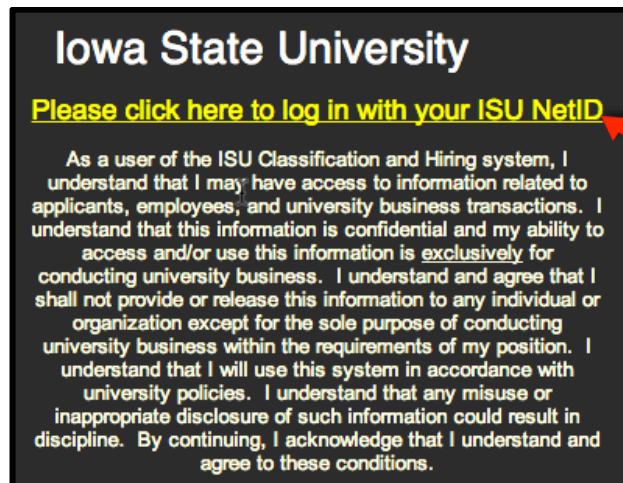 Iowa State University
Please click here to log in with your ISU NetID
As a user of the ISU Classification and Hiring system, I
understand that I may have access to information related to
applicants, employees, and university business transactions.  I
understand that this information is confidential and my ability to
access and/or use this information is exclusively for
conducting university business.  I understand and agree that I
shall not provide or release this information to any individual or
organization except for the sole purpose of conducting
university business within the requirements of my position.  I
understand that I will use this system in accordance with
university policies.  I understand that any misuse or
inappropriate disclosure of such information could result in
discipline.  By continuing, I acknowledge that I understand and
agree to these conditions.